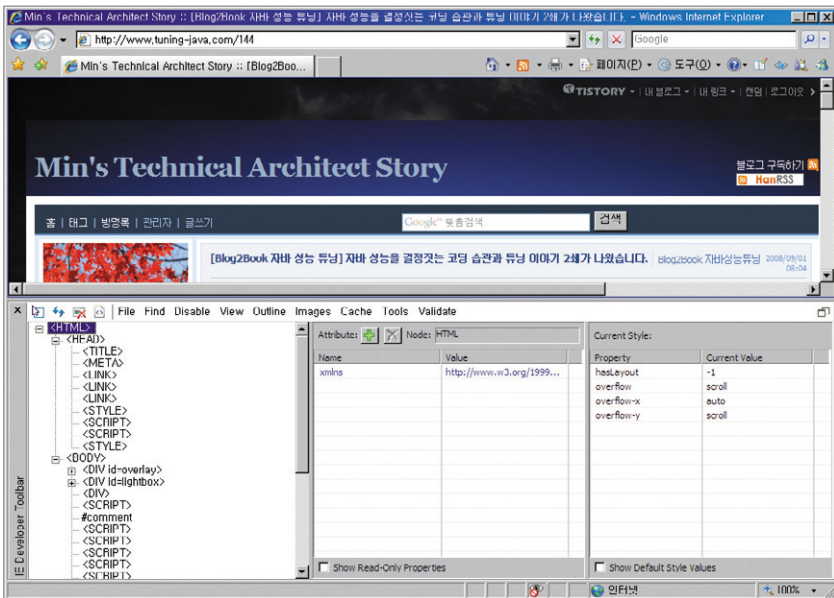 Min's Technical Architect Story :: [Blog2Book 자바 성능 튜닝] 자바 성능을 결정짓는 코딩 습관과 튜닝 이야기 2쇄가 나왔습니다. - Windows Internet Explorer
http://www.tuning-java.com/144
Google
Min's Technical Architect Story :: [Blog2Boo...
페이지(P)
도구(O)
TISTORY | 내 블로그 | 내 링크 | 랜덤 | 로그아웃
Min's Technical Architect Story
블로그 구독하기
HanRSS
홈 | 태그 | 방명록 | 관리자 | 글쓰기
Google™ 맞춤검색
검색
[Blog2Book 자바 성능 튜닝] 자바 성능을 결정짓는 코딩 습관과 튜닝 이야기 2쇄가 나왔습니다.
Blog2Book 자바성능튜닝 2008/09/01
08:04
File Find Disable View Outline Images Cache Tools Validate
IE Developer Toolbar
<HTML>
<HEAD>
<TITLE>
<META>
<LINK>
<LINK>
<LINK>
<STYLE>
<SCRIPT>
<SCRIPT>
<STYLE>
<BODY>
<DIV id=overlay>
<DIV id=lightbox>
<DIV>
<SCRIPT>
#comment
<SCRIPT>
<SCRIPT>
<SCRIPT>
<SCRIPT>
Attribute: Node: HTML
Name Value
xmlns http://www.w3.org/1999...
Show Read-Only Properties
Current Style:
Property Current Value
hasLayout -1
overflow scroll
overflow-x auto
overflow-y scroll
Show Default Style Values
인터넷
100%